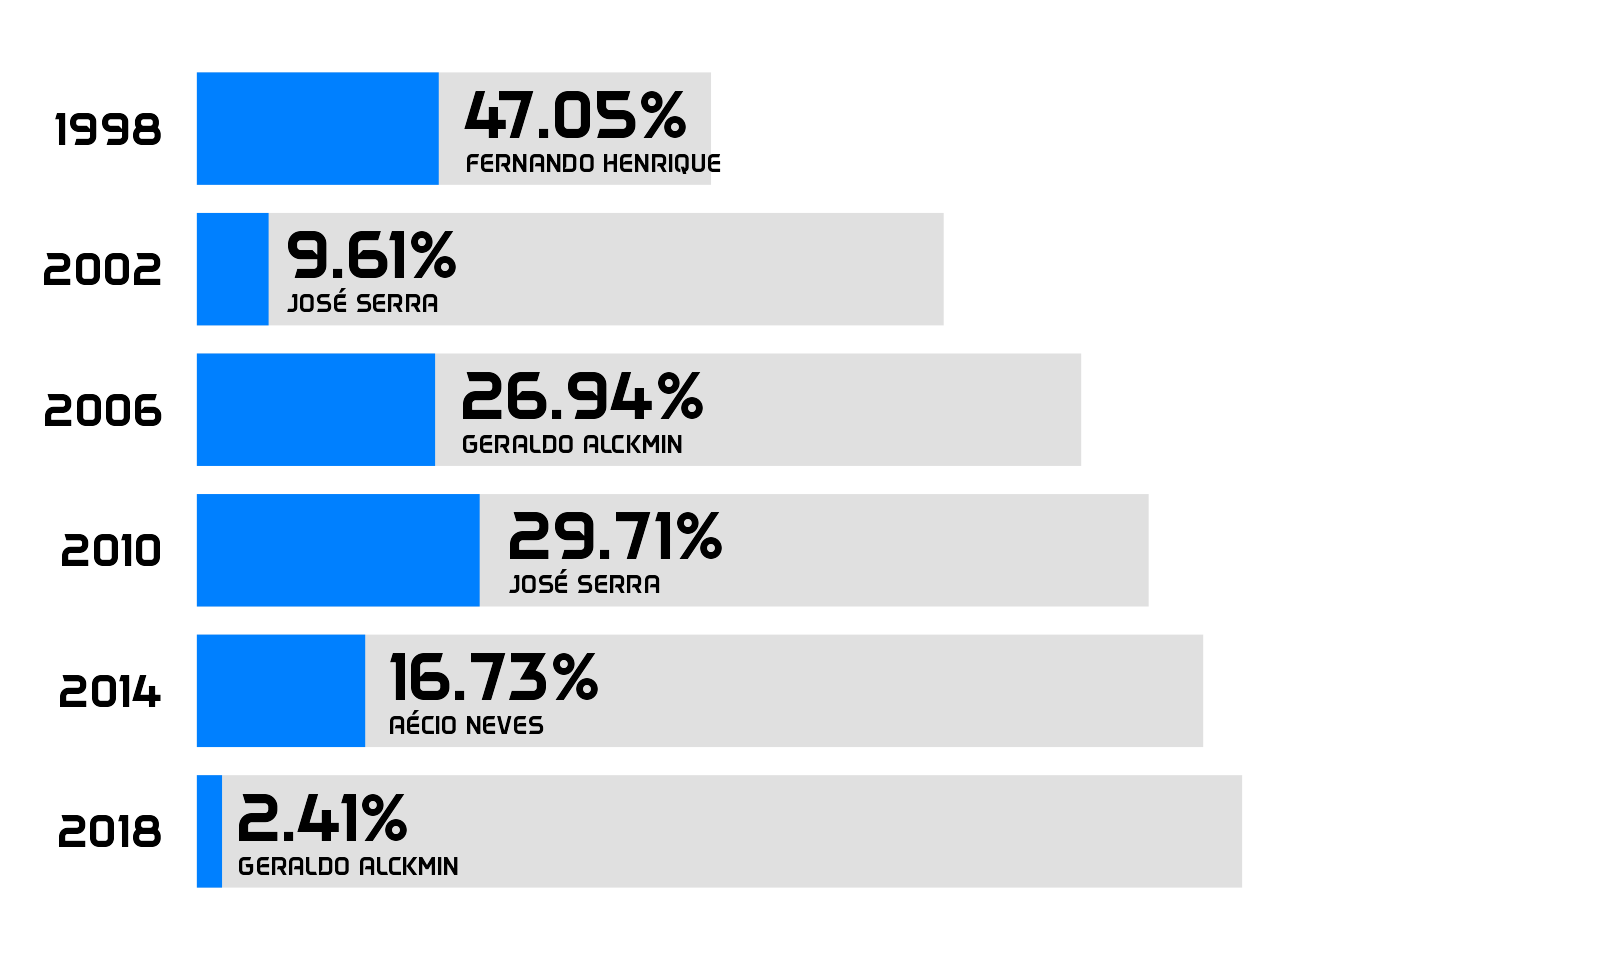 1998
47.05%
FERNANDO HENRIQUE
2002
9.61%
JOSÉ SERRA
2006
26.94%
GERALDO ALCKMIN
2010
29.71%
JOSÉ SERRA
2014
16.73%
AÉCIO NEVES
2018
2.41%
GERALDO ALCKMIN